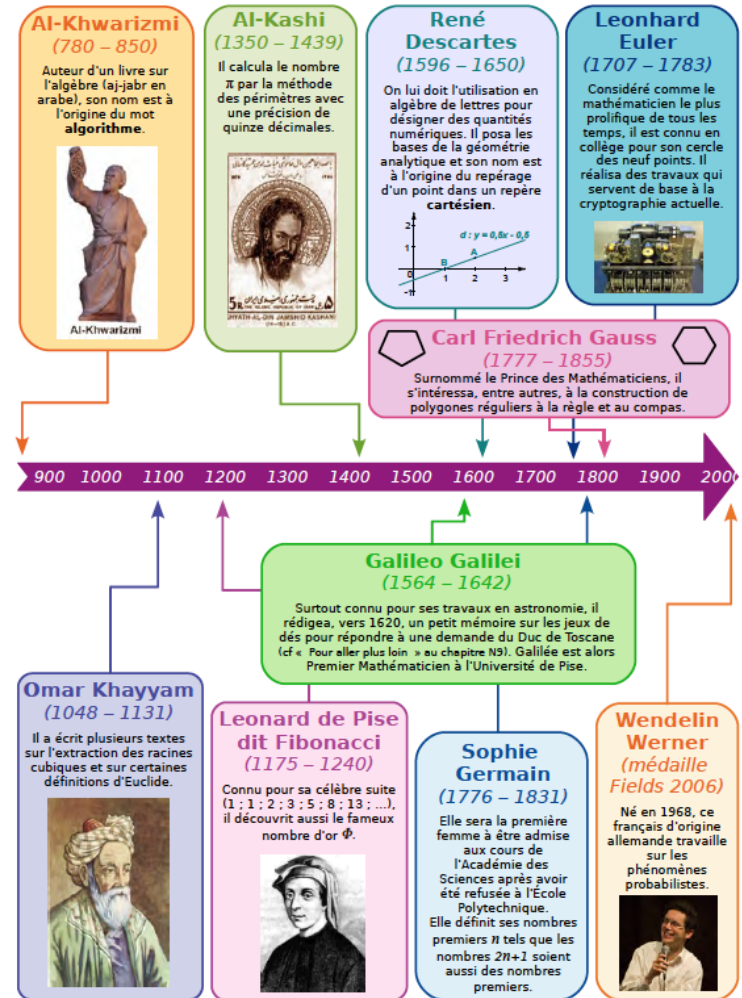 Al-Khwarizmi
(780 – 850)
Auteur d'un livre sur
l'algèbre (aj-jabr en
arabe), son nom est à
l'origine du mot
algorithme.
Al-Khwarizmi
Al-Kashi
(1350 – 1439)
Il calcula le nombre
π par la méthode
des périmètres avec
une précision de
quinze décimales.
5R
GHYATH-AL-DIN JAMSHID KASHANI
René
Descartes
(1596 – 1650)
On lui doit l'utilisation en
algèbre de lettres pour
désigner des quantités
numériques. Il posa les
bases de la géométrie
analytique et son nom est
à l'origine du repérage
d'un point dans un repère
cartésien.
d : y = 0,5x - 0,5
2
1
A
B
0
1 2 3
-1
Leonhard
Euler
(1707 – 1783)
Considéré comme le
mathématicien le plus
prolifique de tous les
temps, il est connu en
collège pour son cercle
des neuf points. Il
réalisa des travaux qui
servent de base à la
cryptographie actuelle.
Carl Friedrich Gauss
(1777 – 1855)
Surnommé le Prince des Mathématiciens, il
s'intéressa, entre autres, à la construction de
polygones réguliers à la règle et au compas.
900 1000 1100 1200 1300 1400 1500 1600 1700 1800 1900 2000
Galileo Galilei
(1564 – 1642)
Surtout connu pour ses travaux en astronomie, il
rédigea, vers 1620, un petit mémoire sur les jeux de
dés pour répondre à une demande du Duc de Toscane
(cf « Pour aller plus loin » au chapitre N9). Galilée est alors
Premier Mathématicien à l'Université de Pise.
Omar Khayyam
(1048 – 1131)
Il a écrit plusieurs textes
sur l'extraction des racines
cubiques et sur certaines
définitions d'Euclide.
Leonard de Pise
dit Fibonacci
(1175 – 1240)
Connu pour sa célèbre suite
(1 ; 1 ; 2 ; 3 ; 5 ; 8 ; 13 ; ...),
il découvrit aussi le fameux
nombre d'or Φ.
Sophie
Germain
(1776 – 1831)
Elle sera la première
femme à être admise
aux cours de
l'Académie des
Sciences après avoir
été refusée à l'École
Polytechnique.
Elle définit ses nombres
premiers n tels que les
nombres 2n+1 soient
aussi des nombres
premiers.
Wendelin
Werner
(médaille
Fields 2006)
Né en 1968, ce
français d'origine
allemande travaille
sur les
phénomènes
probabilistes.